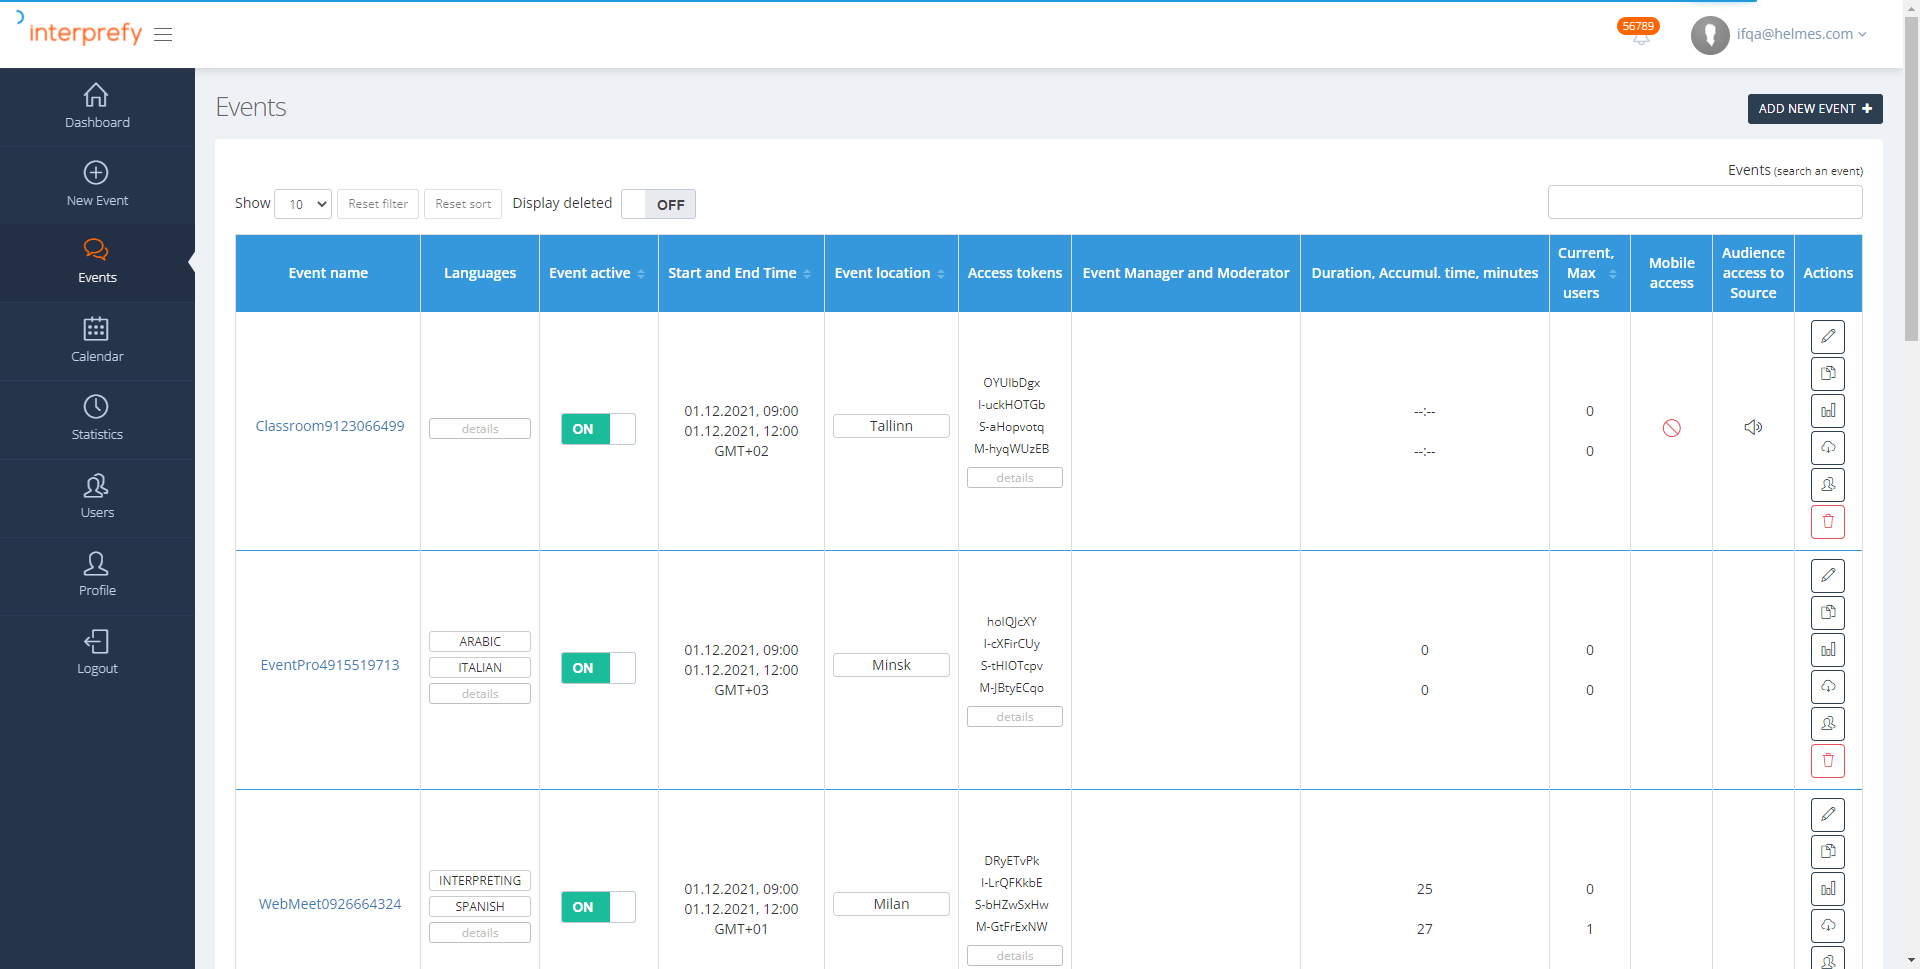 interprefy
56789
ifqa@helmes.com
Dashboard
New Event
Events
Calendar
Statistics
Users
Profile
Logout
Events
ADD NEW EVENT
Events (search an event)
Show 10 Reset filter Reset sort Display deleted OFF
Event name Languages Event active Start and End Time Event location Access tokens Event Manager and Moderator Duration, Accumul. time, minutes Current, Max users Mobile access Audience access to Source Actions
Classroom9123066499
details
ON
01.12.2021, 09:00
01.12.2021, 12:00
GMT+02
Tallinn
OYUlbDgx
I-uckHOTGb
S-aHopvotq
M-hyqWUzEB
details
--:--
--:--
0
0
EventPro4915519713
ARABIC
ITALIAN
details
ON
01.12.2021, 09:00
01.12.2021, 12:00
GMT+03
Minsk
holQJcXY
I-cXFirCUy
S-tHIOTcpv
M-JBtyECqo
details
0
0
0
0
WebMeet0926664324
INTERPRETING
SPANISH
details
ON
01.12.2021, 09:00
01.12.2021, 12:00
GMT+01
Milan
DRyETvPk
I-LrQFKkbE
S-bHZwSxHw
M-GtFrExNW
details
25
27
0
1